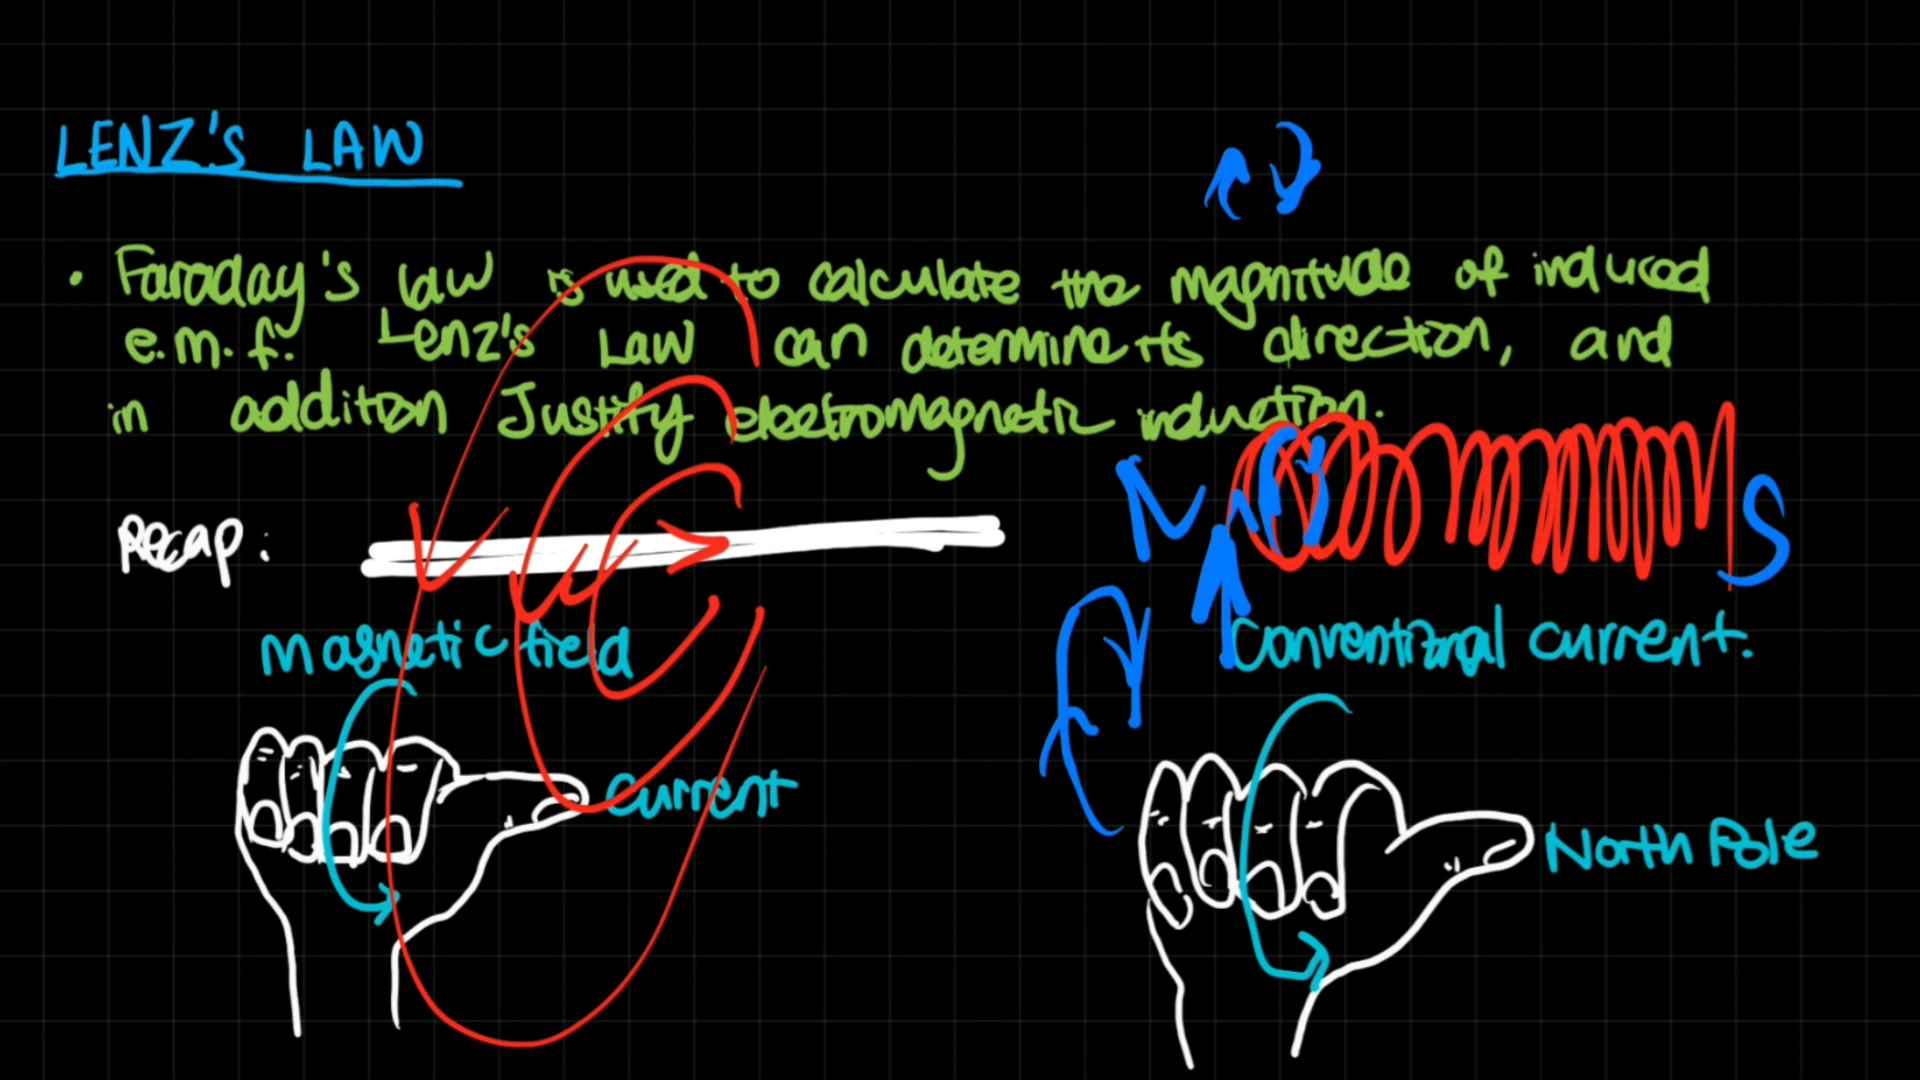 LENZ'S LAW
• Faraday's law is used to calculate the magnitude of induced
e.m.f. Lenz's Law can determine its direction, and
in addition Justify electromagnetic induction.
Recap:
N
S
magnetic field
Conventional current.
Current
North Pole